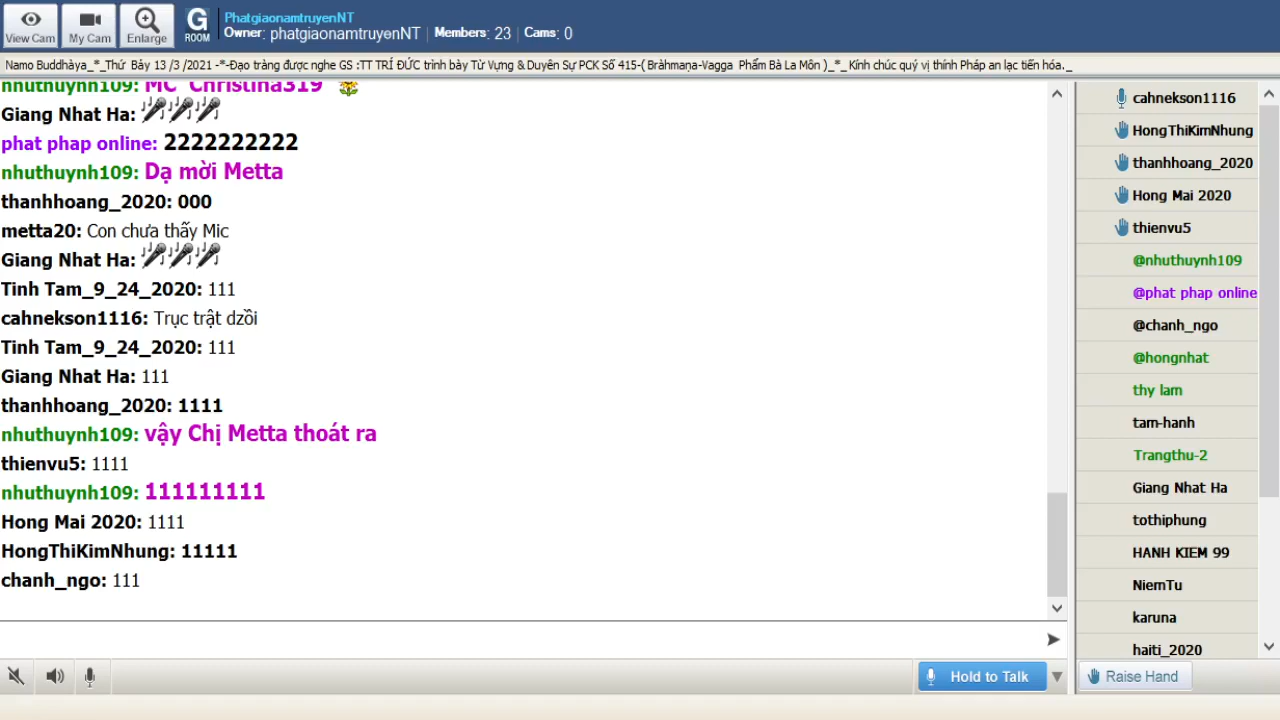 View Cam
My Cam
Enlarge
G
ROOM
PhatgiaonamtruyenNT
Owner: phatgiaonamtruyenNT | Members: 23 | Cams: 0
Namo Buddhàya_*_Thứ Bảy 13 /3 /2021 -*-Đạo tràng được nghe GS :TT TRÍ ĐỨC trình bày Từ Vựng & Duyên Sự PCK Số 415-( Bràhmaṇa-Vagga Phẩm Bà La Môn )_*_ Kính chúc quý vị thính Pháp an lạc tiến hóa._
nhuthuynh109: MC Christina319
Giang Nhat Ha:
phat phap online: 2222222222
nhuthuynh109: Dạ mời Metta
thanhhoang_2020: 000
metta20: Con chưa thấy Mic
Giang Nhat Ha:
Tinh Tam_9_24_2020: 111
cahnekson1116: Trục trặt dzồi
Tinh Tam_9_24_2020: 111
Giang Nhat Ha: 111
thanhhoang_2020: 1111
nhuthuynh109: vậy Chị Metta thoát ra
thienvu5: 1111
nhuthuynh109: 111111111
Hong Mai 2020: 1111
HongThiKimNhung: 11111
chanh_ngo: 111
Hold to Talk
cahnekson1116
HongThiKimNhung
thanhhoang_2020
Hong Mai 2020
thienvu5
@nhuthuynh109
@phat phap online
@chanh_ngo
@hongnhat
thy lam
tam-hanh
Trangthu-2
Giang Nhat Ha
tothiphung
HANH KIEM 99
NiemTu
karuna
haiti_2020
Raise Hand